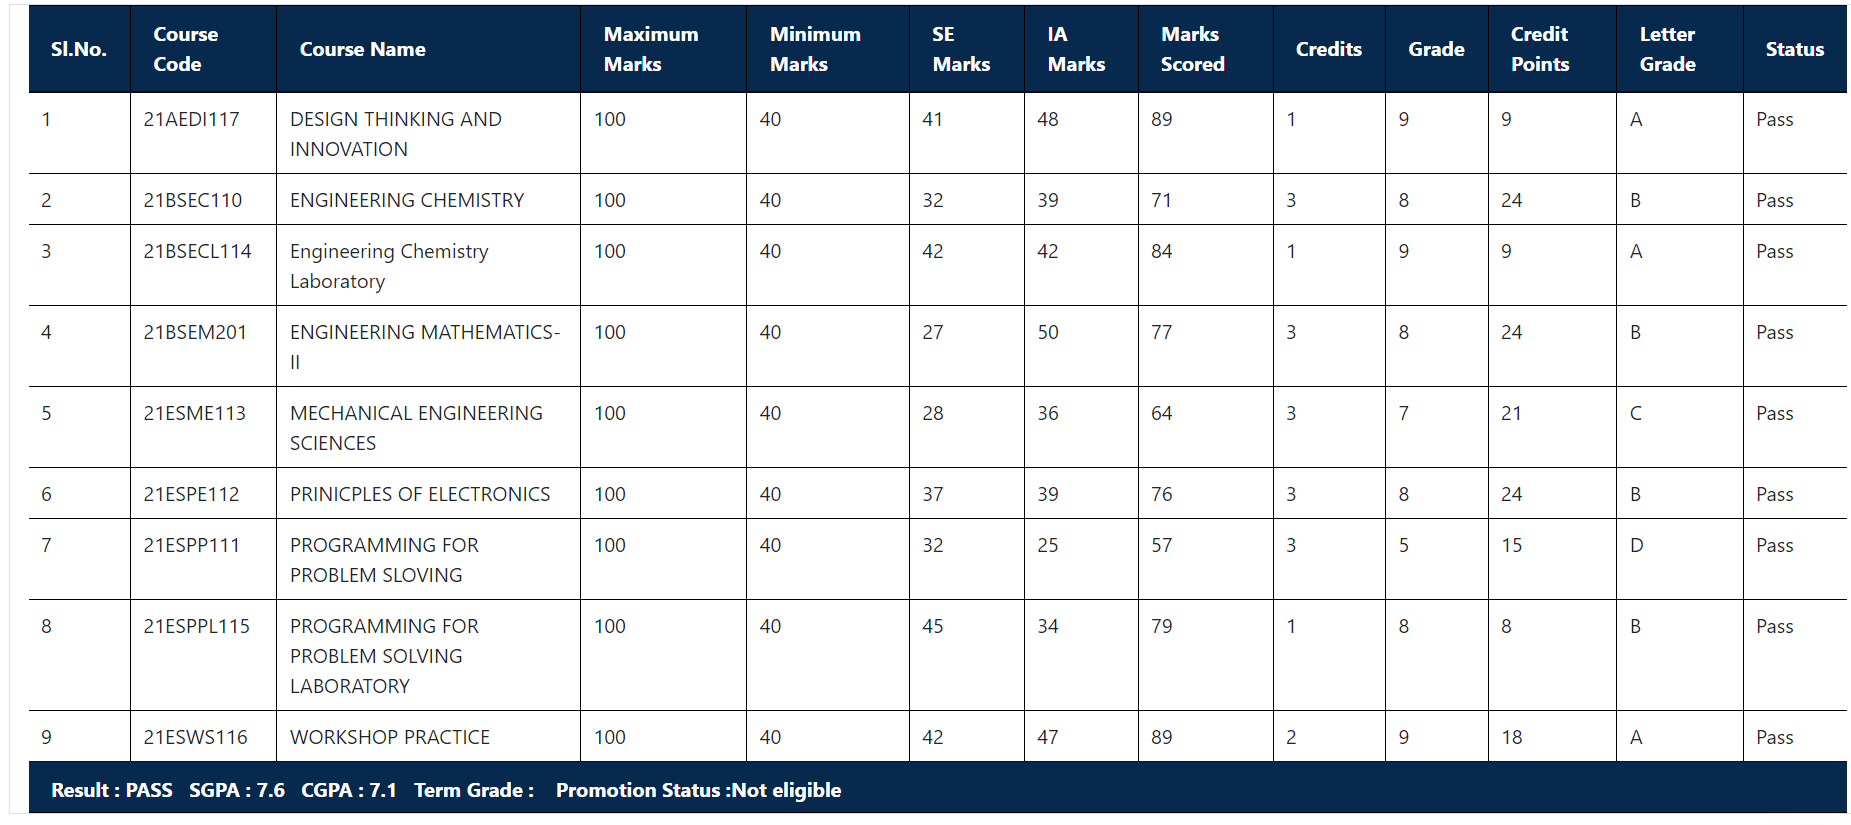 Sl.No. Course Code Course Name Maximum Marks Minimum Marks SE Marks IA Marks Marks Scored Credits Grade Credit Points Letter Grade Status
1 21AEDI117 DESIGN THINKING AND INNOVATION 100 40 41 48 89 1 9 9 A Pass
2 21BSEC110 ENGINEERING CHEMISTRY 100 40 32 39 71 3 8 24 B Pass
3 21BSECL114 Engineering Chemistry Laboratory 100 40 42 42 84 1 9 9 A Pass
4 21BSEM201 ENGINEERING MATHEMATICS-II 100 40 27 50 77 3 8 24 B Pass
5 21ESME113 MECHANICAL ENGINEERING SCIENCES 100 40 28 36 64 3 7 21 C Pass
6 21ESPE112 PRINICPLES OF ELECTRONICS 100 40 37 39 76 3 8 24 B Pass
7 21ESPP111 PROGRAMMING FOR PROBLEM SLOVING 100 40 32 25 57 3 5 15 D Pass
8 21ESPPL115 PROGRAMMING FOR PROBLEM SOLVING LABORATORY 100 40 45 34 79 1 8 8 B Pass
9 21ESWS116 WORKSHOP PRACTICE 100 40 42 47 89 2 9 18 A Pass
Result : PASS SGPA : 7.6 CGPA : 7.1 Term Grade : Promotion Status :Not eligible